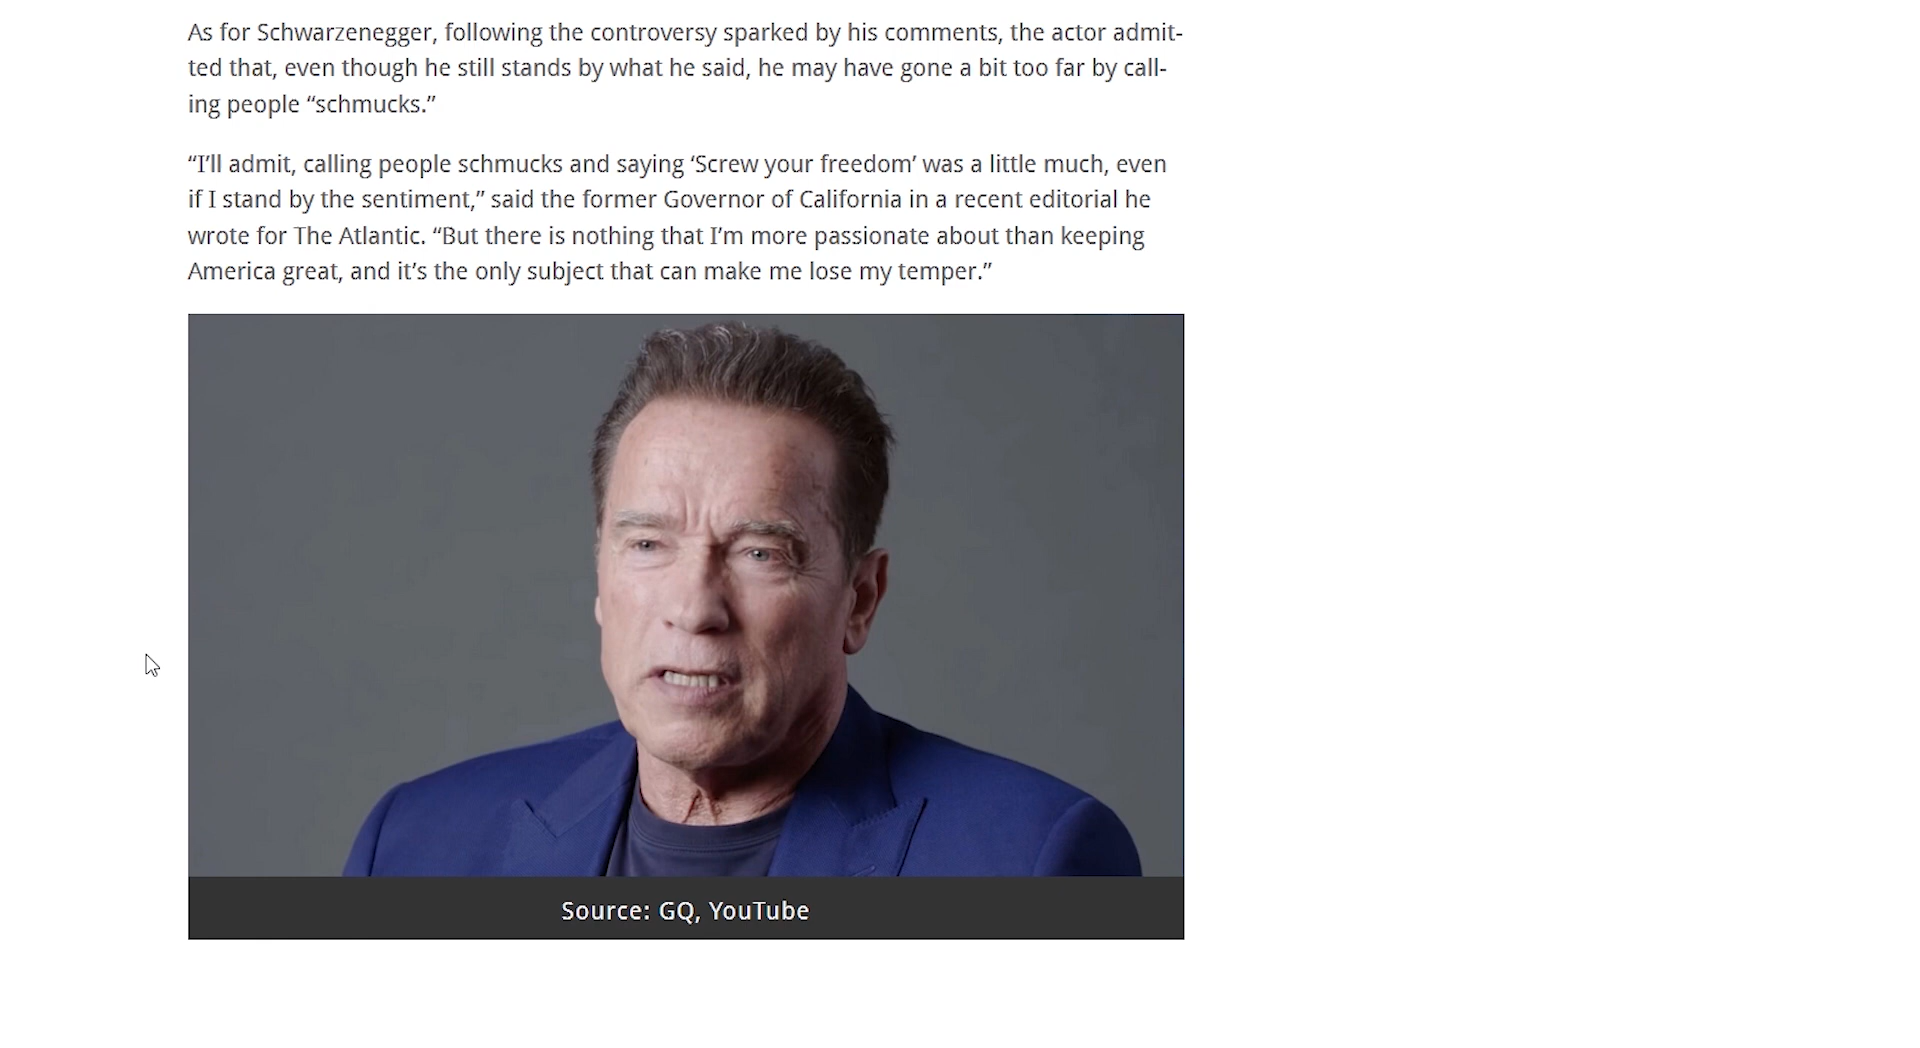 As for Schwarzenegger, following the controversy sparked by his comments, the actor admit-
ted that, even though he still stands by what he said, he may have gone a bit too far by call-
ing people “schmucks.”
“I’ll admit, calling people schmucks and saying ‘Screw your freedom’ was a little much, even
if I stand by the sentiment,” said the former Governor of California in a recent editorial he
wrote for The Atlantic. “But there is nothing that I’m more passionate about than keeping
America great, and it’s the only subject that can make me lose my temper.”
Source: GQ, YouTube